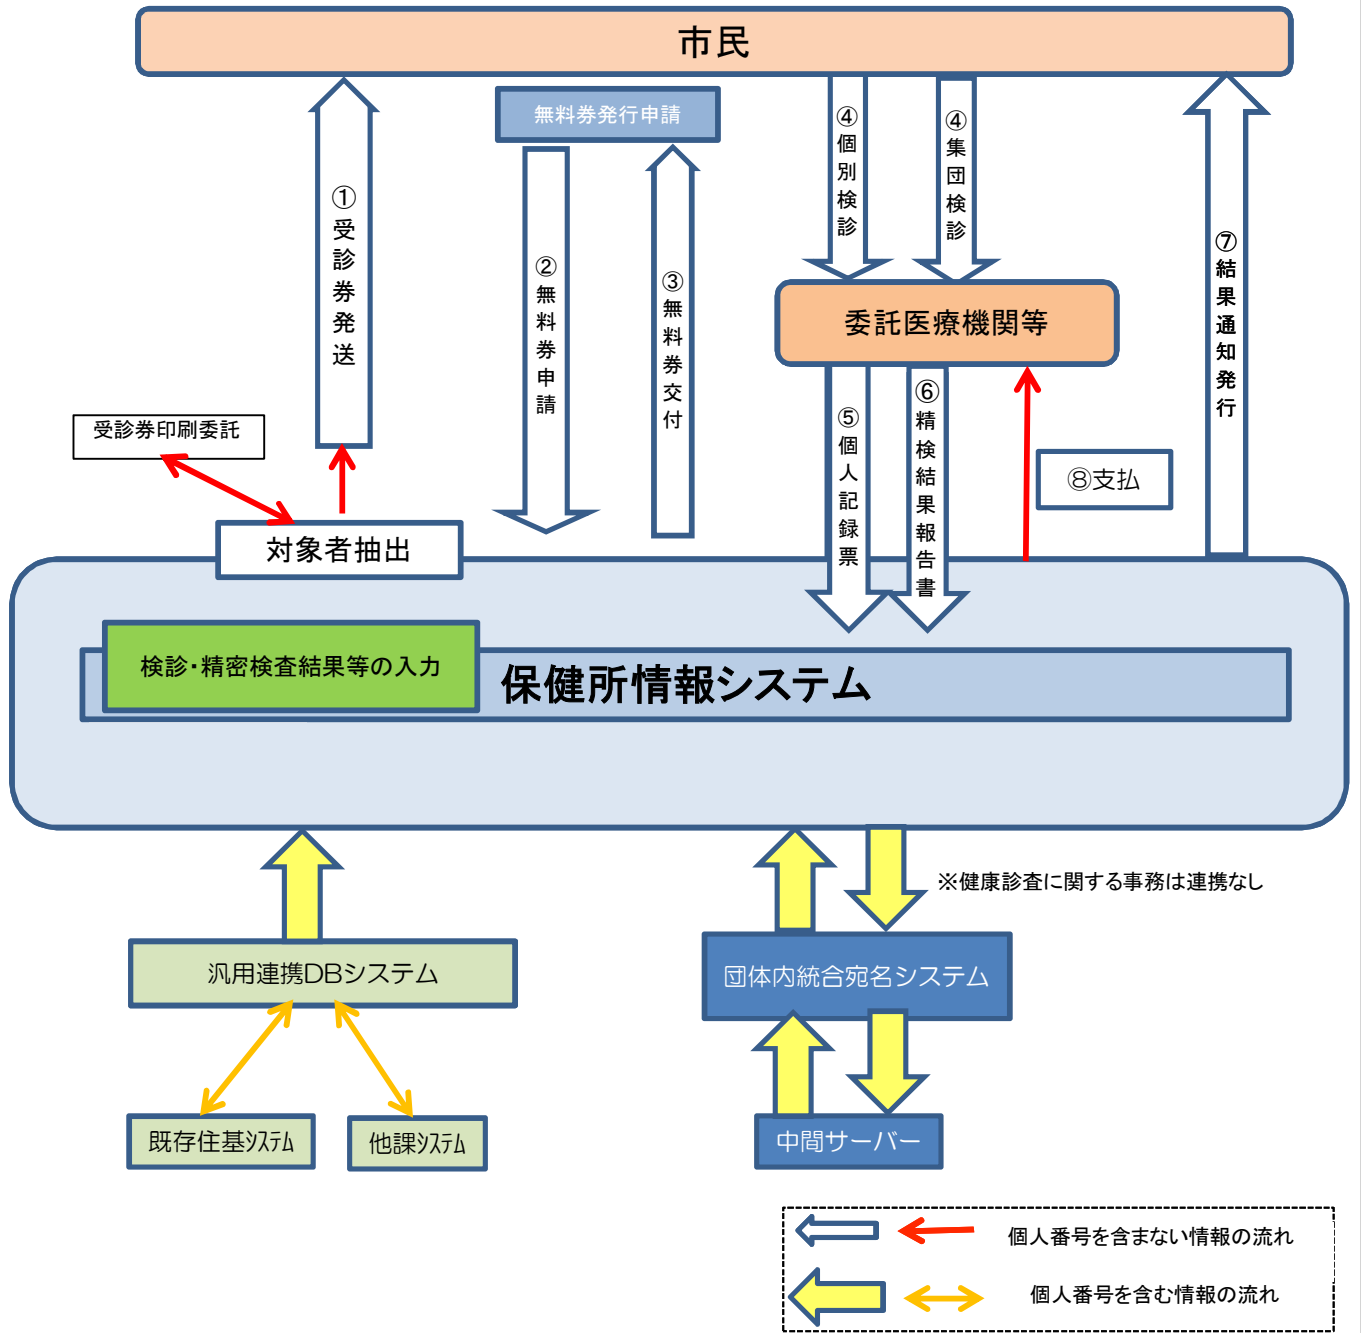 市民
無料券発行申請
①受診券発送
②無料券申請
③無料券交付
④個別検診
④集団検診
⑦結果通知発行
委託医療機関等
受診券印刷委託
⑤個人記録票
⑥精検結果報告書
⑧支払
対象者抽出
検診・精密検査結果等の入力
保健所情報システム
※健康診査に関する事務は連携なし
汎用連携DBシステム
団体内統合宛名システム
既存住基ｼｽﾃﾑ
他課ｼｽﾃﾑ
中間サーバー
個人番号を含まない情報の流れ
個人番号を含む情報の流れ